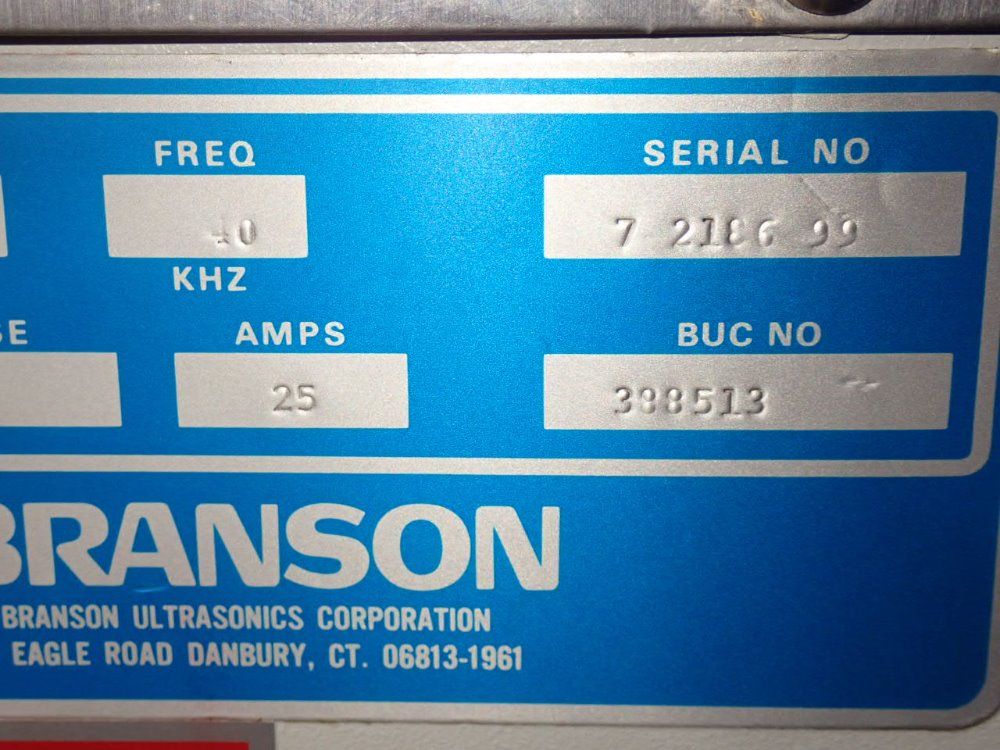 FREQ
SERIAL NO
40
7 2186 99
KHZ
AMPS
BUC NO
25
388513
BRANSON
BRANSON ULTRASONICS CORPORATION
EAGLE ROAD DANBURY, CT. 06813-1961